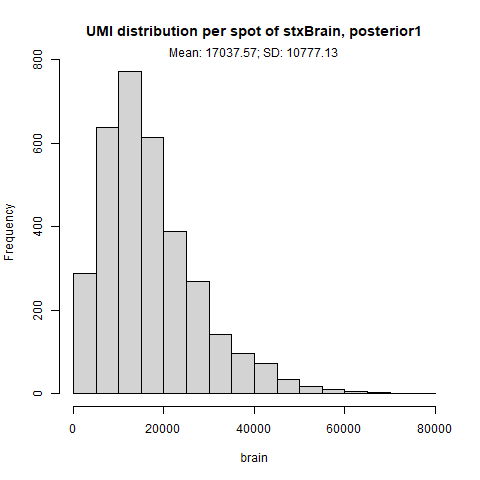 UMI distribution per spot of stxBrain, posterior1
Mean: 17037.57; SD: 10777.13
Frequency
800
600
400
200
0
0 20000 40000 60000 80000
brain